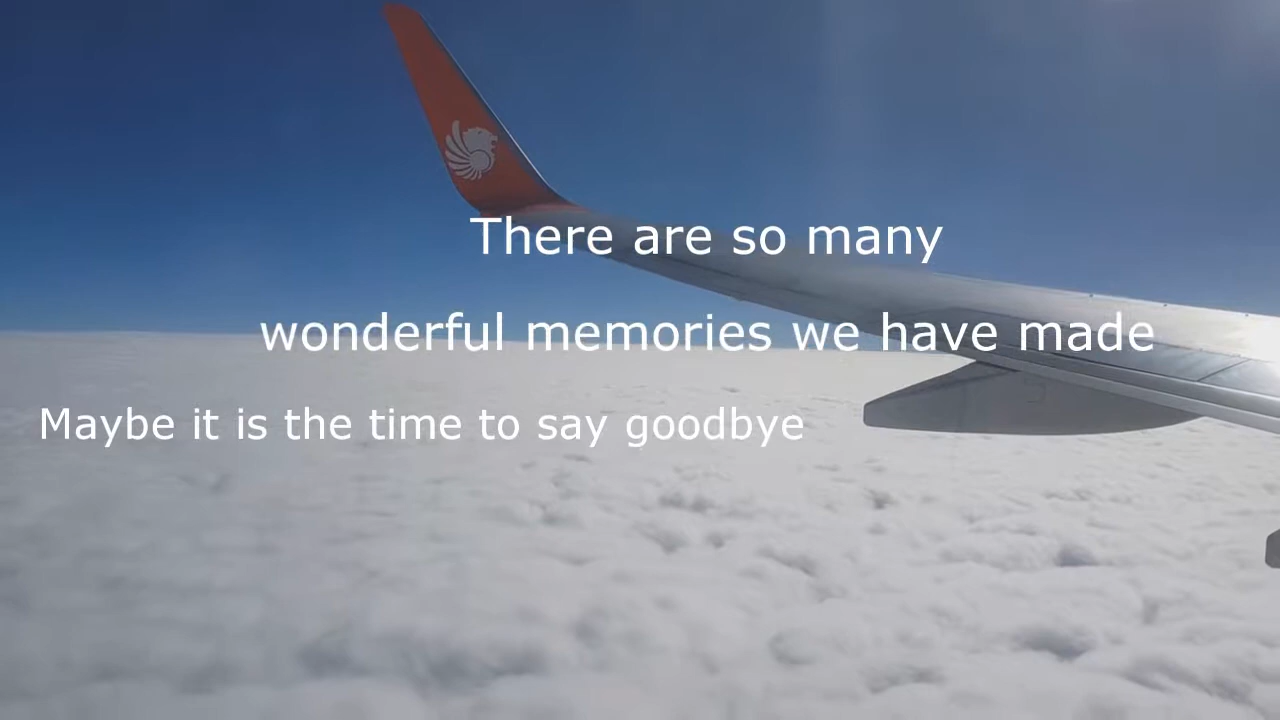 There are so many
wonderful memories we have made
Maybe it is the time to say goodbye